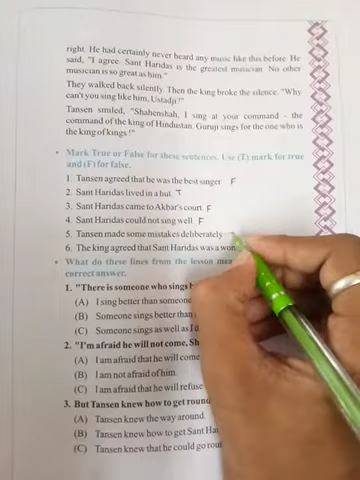 right. He had certainly never heard any music like this before. He
said, "I agree. Sant Haridas is the greatest musician. No other
musician is so great as him."
They walked back silently. Then the king broke the silence. "Why
can't you sing like him, Ustadji?"
Tansen smiled, "Shahenshah, I sing at your command - the
command of the king of Hindustan. Guruji sings for the one who is
the king of kings!"
Mark True or False for these sentences. Use (T) mark for true
and (F) for false.
1. Tansen agreed that he was the best singer F
2. Sant Haridas lived in a hut. T
3. Sant Haridas came to Akbar's court. F
4. Sant Haridas could not sing well. F
5. Tansen made some mistakes deliberately
6. The king agreed that Sant Haridas was a
What do these lines from the lesson
correct answer.
1. "There is someone who sings
(A) I sing better than someone
(B) Someone sings better than
(C) Someone sings as well as I
2. "I'm afraid he will not come,
(A) I am afraid that he will come
(B) I am not afraid of him.
(C) I am afraid that he will refuse
3. But Tansen knew how to get round
(A) Tansen knew the way around.
(B) Tansen knew how to get Sant
(C) Tansen knew that he could go